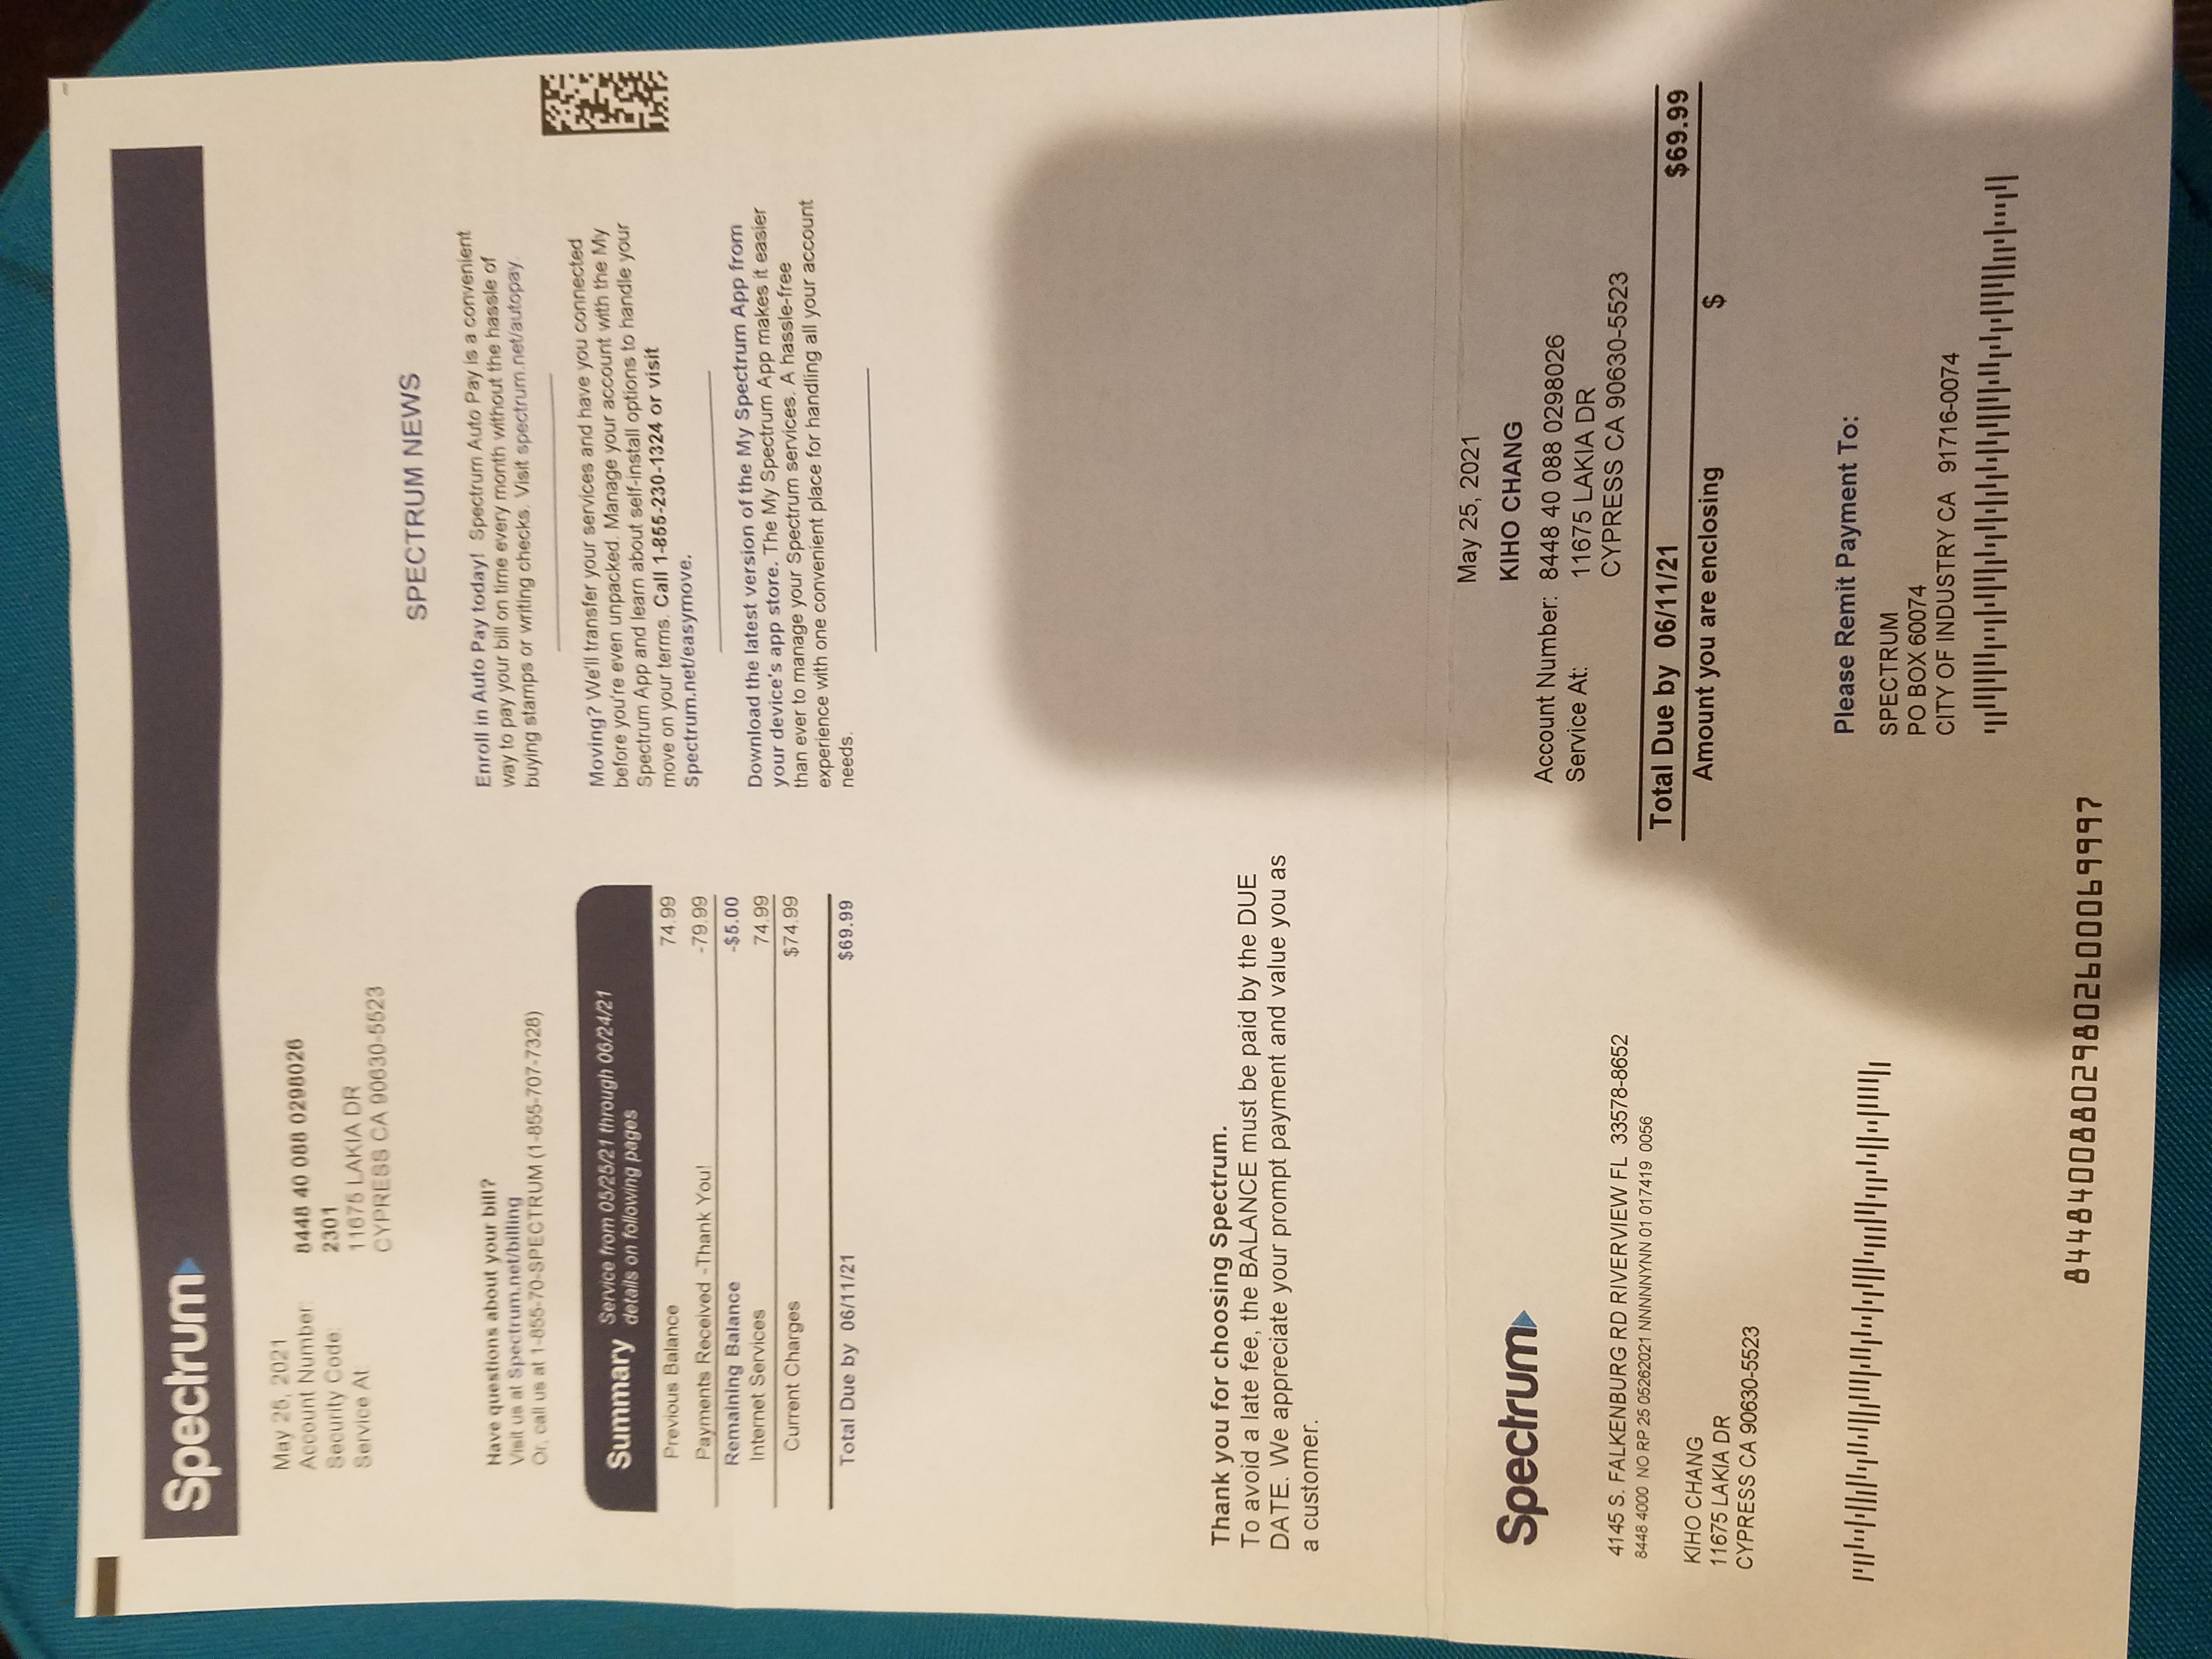 Spectrum
May 25, 2021
Account Number: 8448 40 088 0298026
Security Code: 2301
Service At: 11675 LAKIA DR
CYPRESS CA 90630-5523
Have questions about your bill?
Visit us at Spectrum.net/billing
Or, call us at 1-855-70-SPECTRUM (1-855-707-7328)
Summary Service from 05/25/21 through 06/24/21
details on following pages
Previous Balance 74.99
Payments Received -Thank You! -79.99
Remaining Balance -$5.00
Internet Services 74.99
Current Charges $74.99
Total Due by 06/11/21 $69.99
SPECTRUM NEWS
Enroll in Auto Pay today! Spectrum Auto Pay is a convenient
way to pay your bill on time every month without the hassle of
buying stamps or writing checks. Visit spectrum.net/autopay.
Moving? We'll transfer your services and have you connected
before you're even unpacked. Manage your account with the My
Spectrum App and learn about self-install options to handle your
move on your terms. Call 1-855-230-1324 or visit
Spectrum.net/easymove.
Download the latest version of the My Spectrum App from
your device's app store. The My Spectrum App makes it easier
than ever to manage your Spectrum services. A hassle-free
experience with one convenient place for handling all your account
needs.
Thank you for choosing Spectrum.
To avoid a late fee, the BALANCE must be paid by the DUE
DATE. We appreciate your prompt payment and value you as
a customer.
Spectrum
4145 S. FALKENBURG RD RIVERVIEW FL 33578-8652
8448 4000 NO RP 25 05262021 NNNNNYNN 01 017419 0056
KIHO CHANG
11675 LAKIA DR
CYPRESS CA 90630-5523
May 25, 2021
KIHO CHANG
Account Number: 8448 40 088 0298026
Service At: 11675 LAKIA DR
CYPRESS CA 90630-5523
Total Due by 06/11/21 $69.99
Amount you are enclosing $
Please Remit Payment To:
SPECTRUM
PO BOX 60074
CITY OF INDUSTRY CA 91716-0074
844840088029802600069997